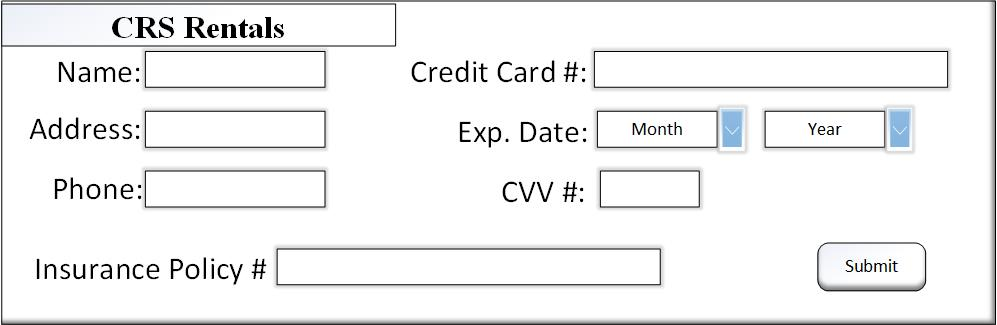 CRS Rentals
Name:
Credit Card #:
Address:
Exp. Date:
Month
Year
Phone:
CVV #:
Insurance Policy #
Submit